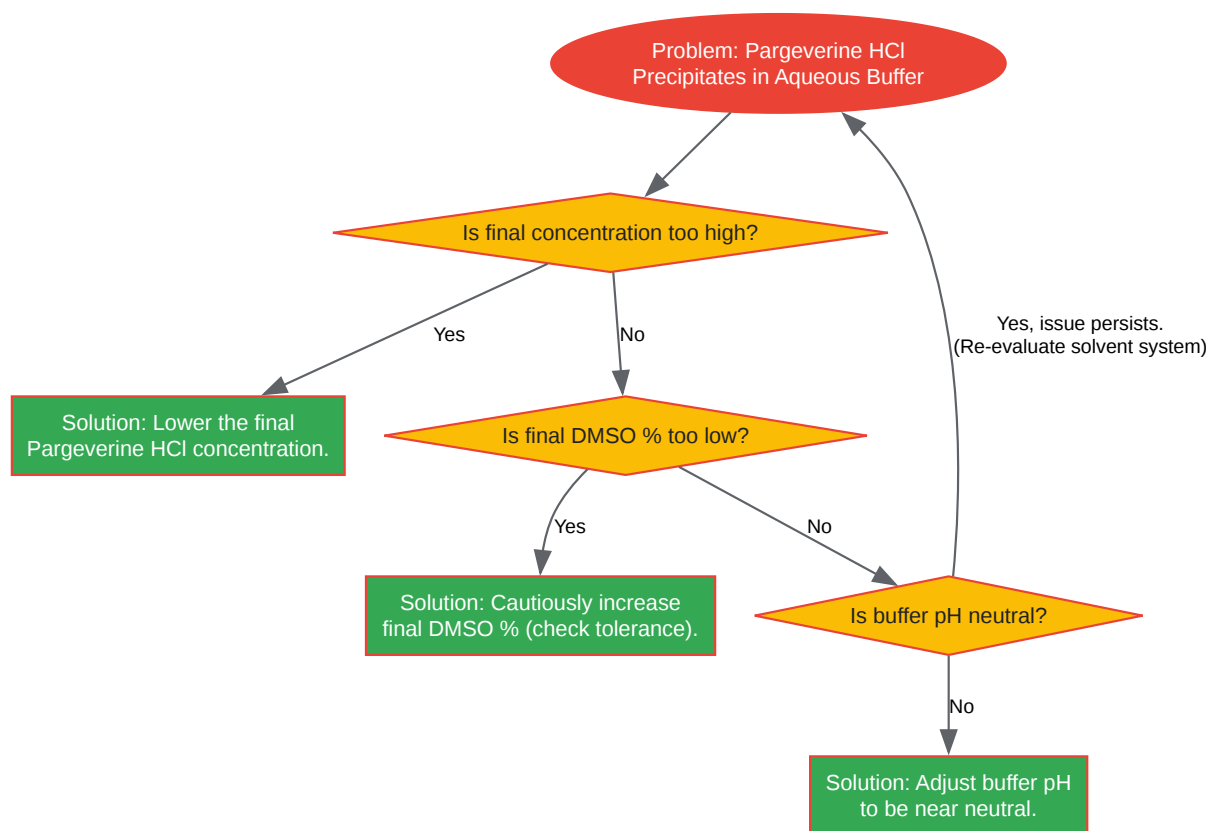 Problem: Pargeverine HCl
Precipitates in Aqueous Buffer
Is final concentration too high?
Yes, issue persists.
(Re-evaluate solvent system)
Yes
No
Solution: Lower the final
Pargeverine HCl concentration.
Is final DMSO % too low?
Yes
No
Solution: Cautiously increase
final DMSO % (check tolerance).
Is buffer pH neutral?
No
Solution: Adjust buffer pH
to be near neutral.